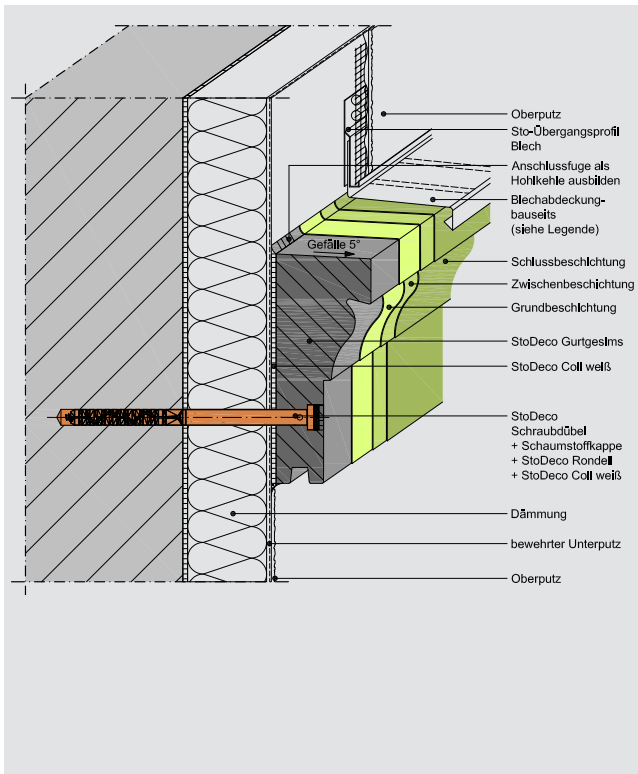 Oberputz
Sto-Übergangsprofil
Blech
Anschlussfuge als
Hohlkehle ausbilden
Blechabdeckung-
bauseits
(siehe Legende)
Gefälle 5°
Schlussbeschichtung
Zwischenbeschichtung
Grundbeschichtung
StoDeco Gurtgesims
StoDeco Coll weiß
StoDeco
Schraubdübel
+ Schaumstoffkappe
+ StoDeco Rondell
+ StoDeco Coll weiß
Dämmung
bewehrter Unterputz
Oberputz